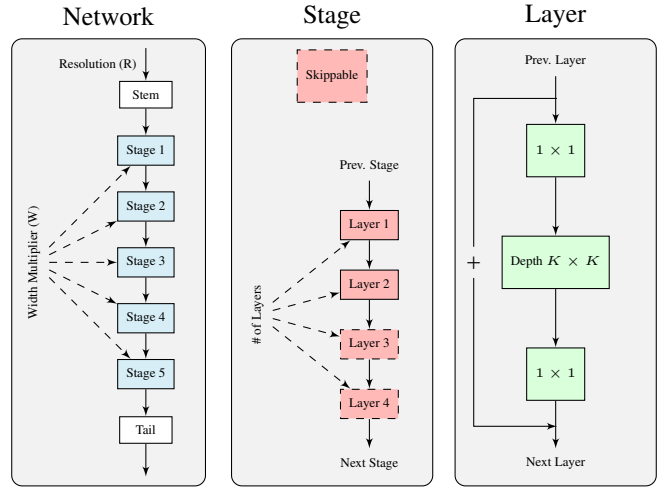 Network
Resolution (R)
Stem
Stage 1
Stage 2
Stage 3
Stage 4
Stage 5
Tail
Width Multiplier (W)
Stage
Skippable
Prev. Stage
Layer 1
Layer 2
Layer 3
Layer 4
# of Layers
Next Stage
Layer
Prev. Layer
1 × 1
Depth K × K
+
1 × 1
Next Layer